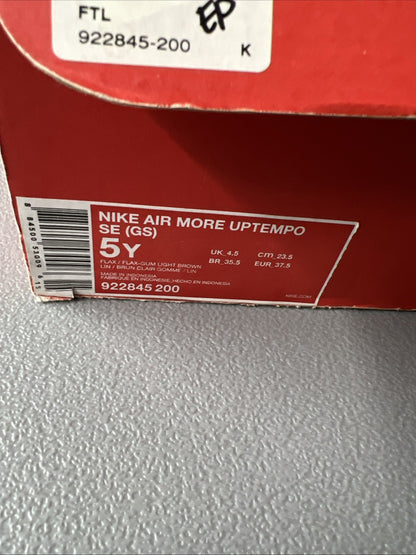 FTL
EP
922845-200
K
NIKE AIR MORE UPTEMPO
SE (GS)
5Y
UK 4.5 cm 23.5
BR 35.5 EUR 37.5
FLAX / FLAX-GUM LIGHT BROWN
LIN / BRUN CLAIR GOMME - LIN
MADE IN INDONESIA
FABRIQUE EN INDONESIE, HECHO EN INDONESIA
922845 200
NIKE.COM